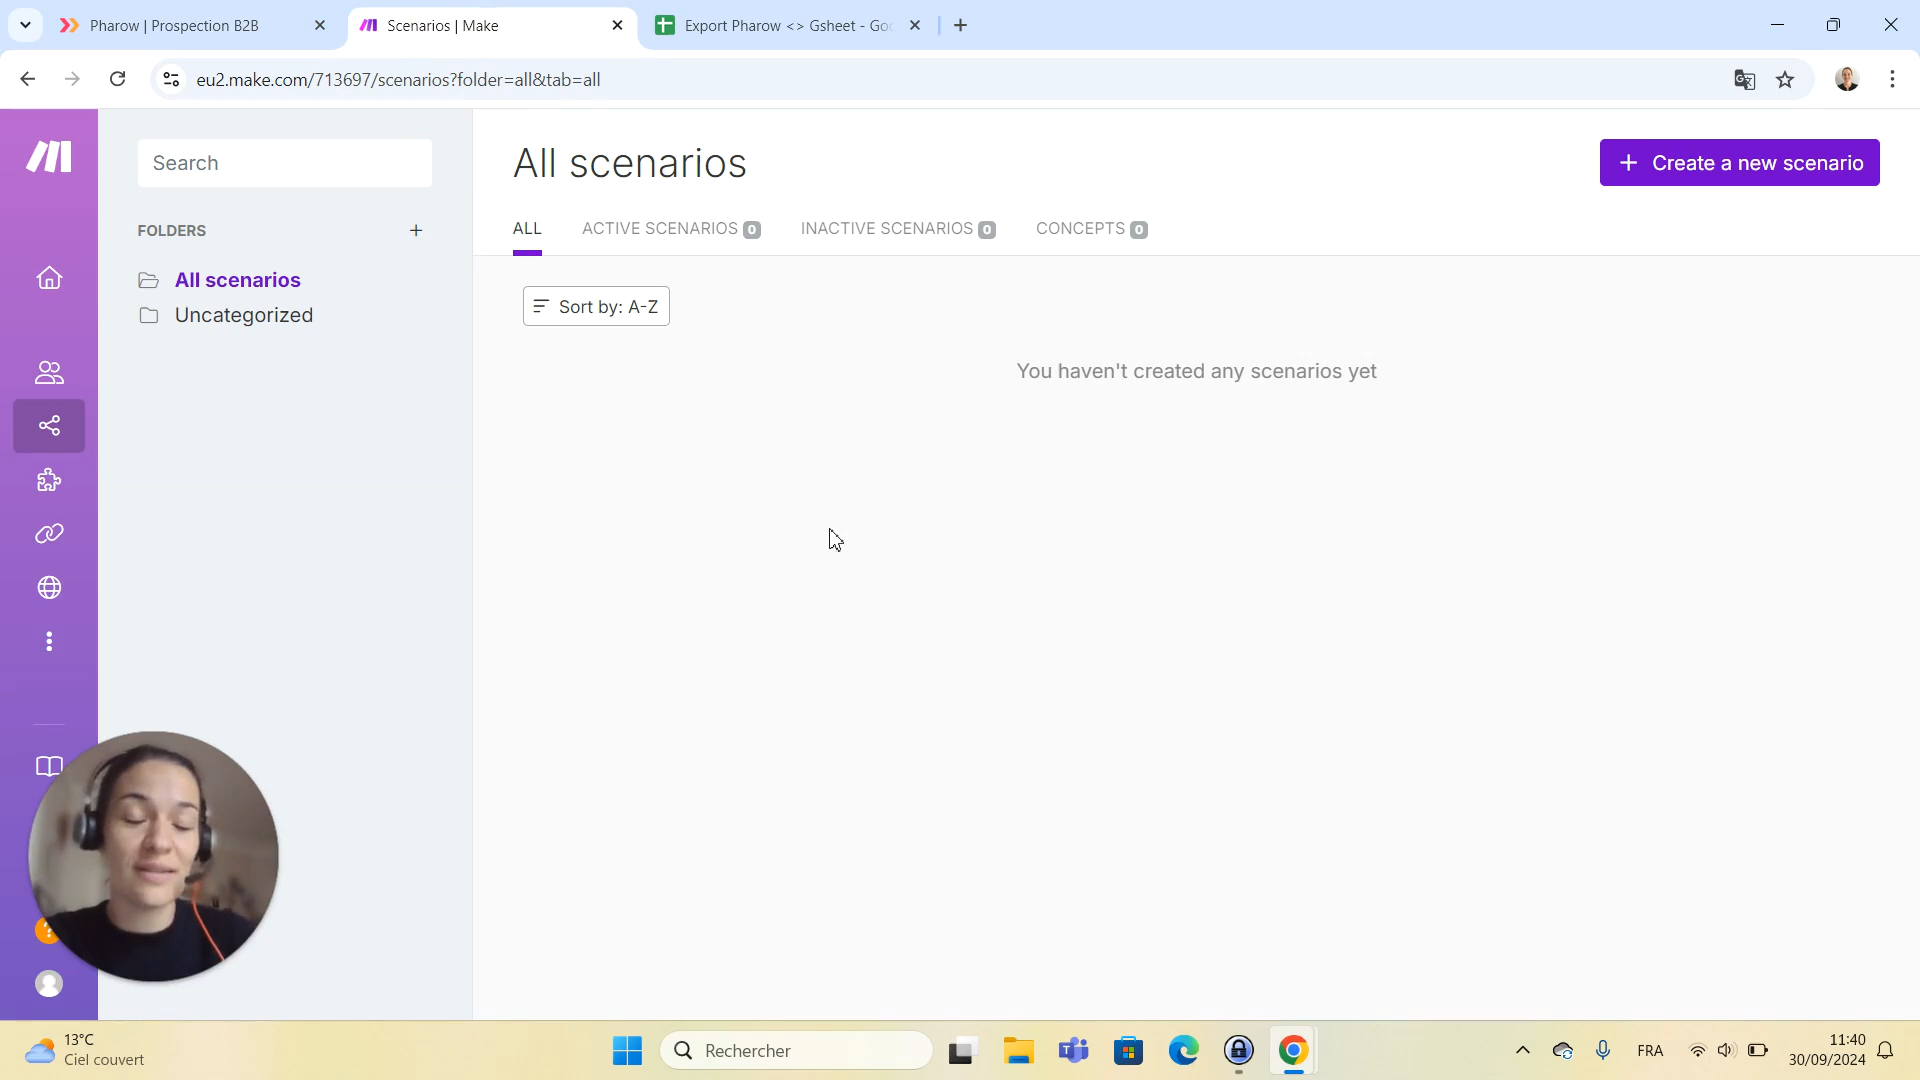 Pharow | Prospection B2B
Scenarios | Make
Export Pharow <> Gsheet - Goo
eu2.make.com/713697/scenarios?folder=all&tab=all
Search
FOLDERS
All scenarios
Uncategorized
All scenarios
Create a new scenario
ALL
ACTIVE SCENARIOS 0
INACTIVE SCENARIOS 0
CONCEPTS 0
Sort by: A-Z
You haven't created any scenarios yet
13°C
Ciel couvert
Rechercher
FRA
11:40
30/09/2024